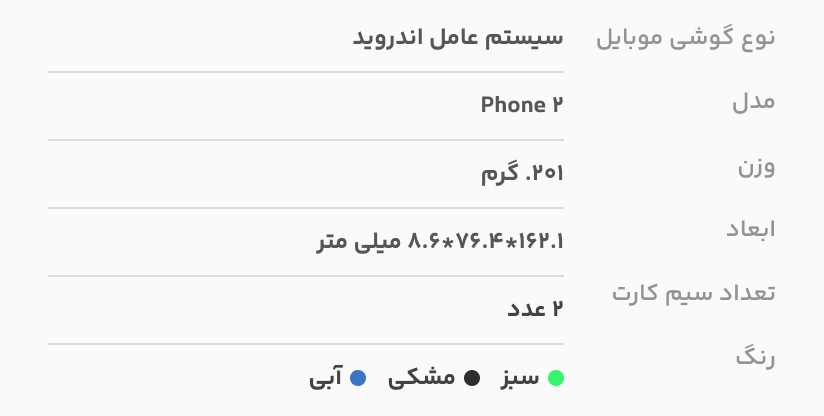 نوع گوشی موبایل سیستم عامل اندروید
مدل Phone ۲
وزن ۲۰۱. گرم
ابعاد ۱۶۲.۱*۷۶.۴*۸.۶ میلی متر
تعداد سیم کارت ۲ عدد
رنگ سبز مشکی آبی